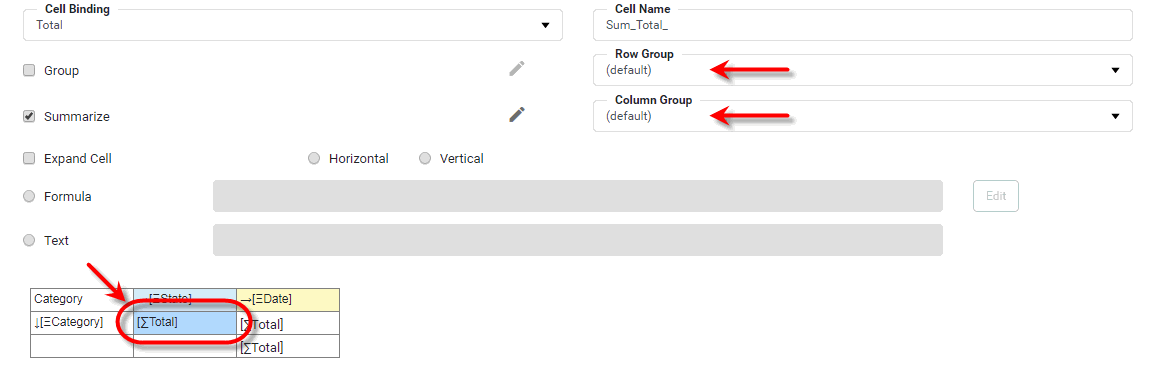 Cell Binding
Total
Cell Name
Sum_Total_
Group
Row Group
(default)
Summarize
Column Group
(default)
Expand Cell
Horizontal
Vertical
Formula
Edit
Text
Category →[ΞState] →[ΞDate]
↓[ΞCategory] [∑Total] [∑Total]
[∑Total]